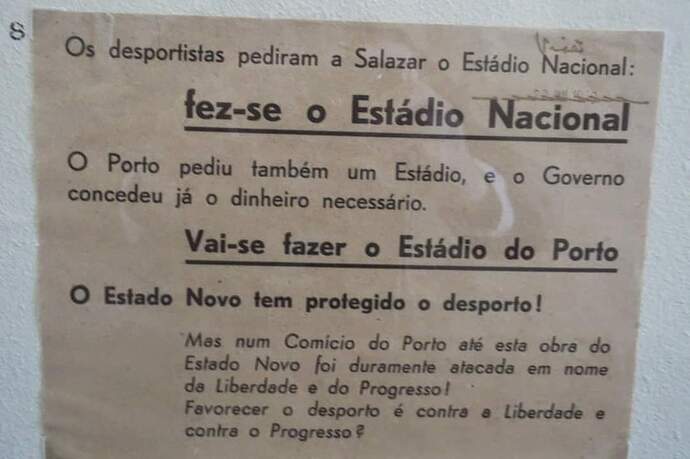 8
Os desportistas pediram a Salazar o Estádio Nacional:
fez-se o Estádio Nacional
O Porto pediu também um Estádio, e o Governo
concedeu já o dinheiro necessário.
Vai-se fazer o Estádio do Porto
O Estado Novo tem protegido o desporto!
Mas num Comício do Porto até esta obra do
Estado Novo foi duramente atacada em nome
da Liberdade e do Progresso!
Favorecer o desporto é contra a Liberdade e
contra o Progresso?